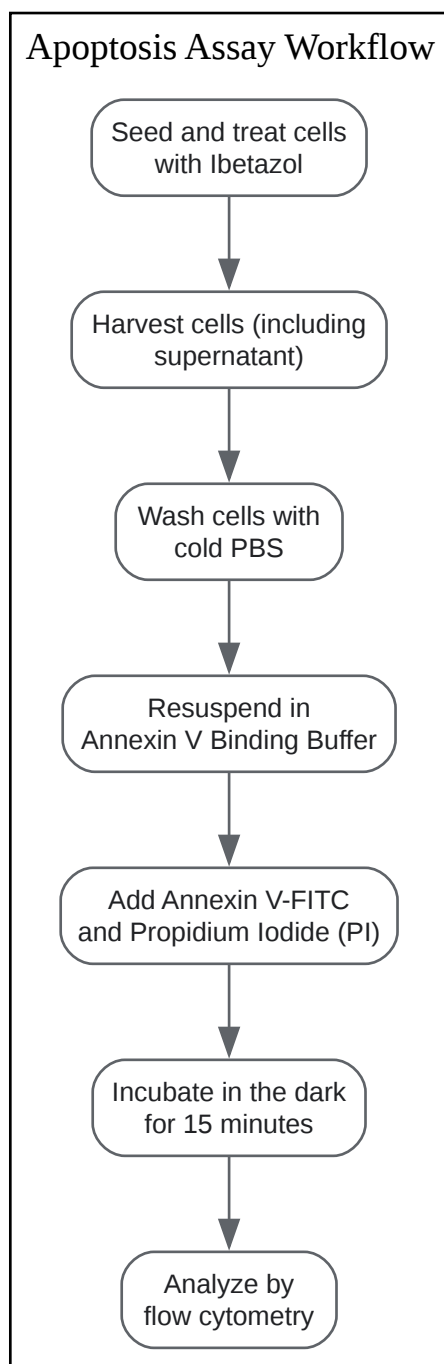 Apoptosis Assay Workflow
Seed and treat cells
with Ibetazol
Harvest cells (including
supernatant)
Wash cells with
cold PBS
Resuspend in
Annexin V Binding Buffer
Add Annexin V-FITC
and Propidium Iodide (PI)
Incubate in the dark
for 15 minutes
Analyze by
flow cytometry